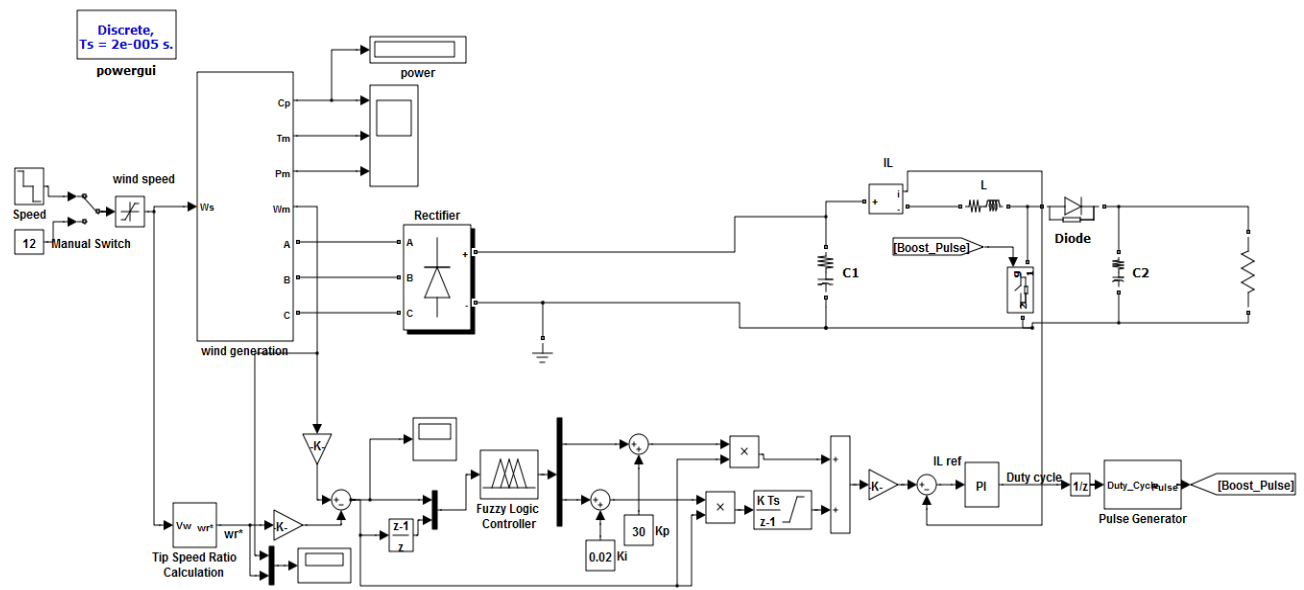 Discrete,
Ts = 2e-005 s.
powergui
power
Cp
Tm
Pm
wind speed
Ws
Wm
Speed
12
Manual Switch
A
B
C
wind generation
Rectifier
A
B
C
+
-
IL
+
i
-
L
[Boost_Pulse]
g
1
2
Diode
C1
C2
-K-
Fuzzy Logic
Controller
Vw
wr*
Tip Speed Ratio
Calculation
wr*
-K-
z-1
z
30
Kp
0.02
Ki
×
×
K Ts
z-1
+
+
-K-
IL ref
PI
Duty cycle
1/z
Duty_Cycle
Pulse
Pulse Generator
[Boost_Pulse]